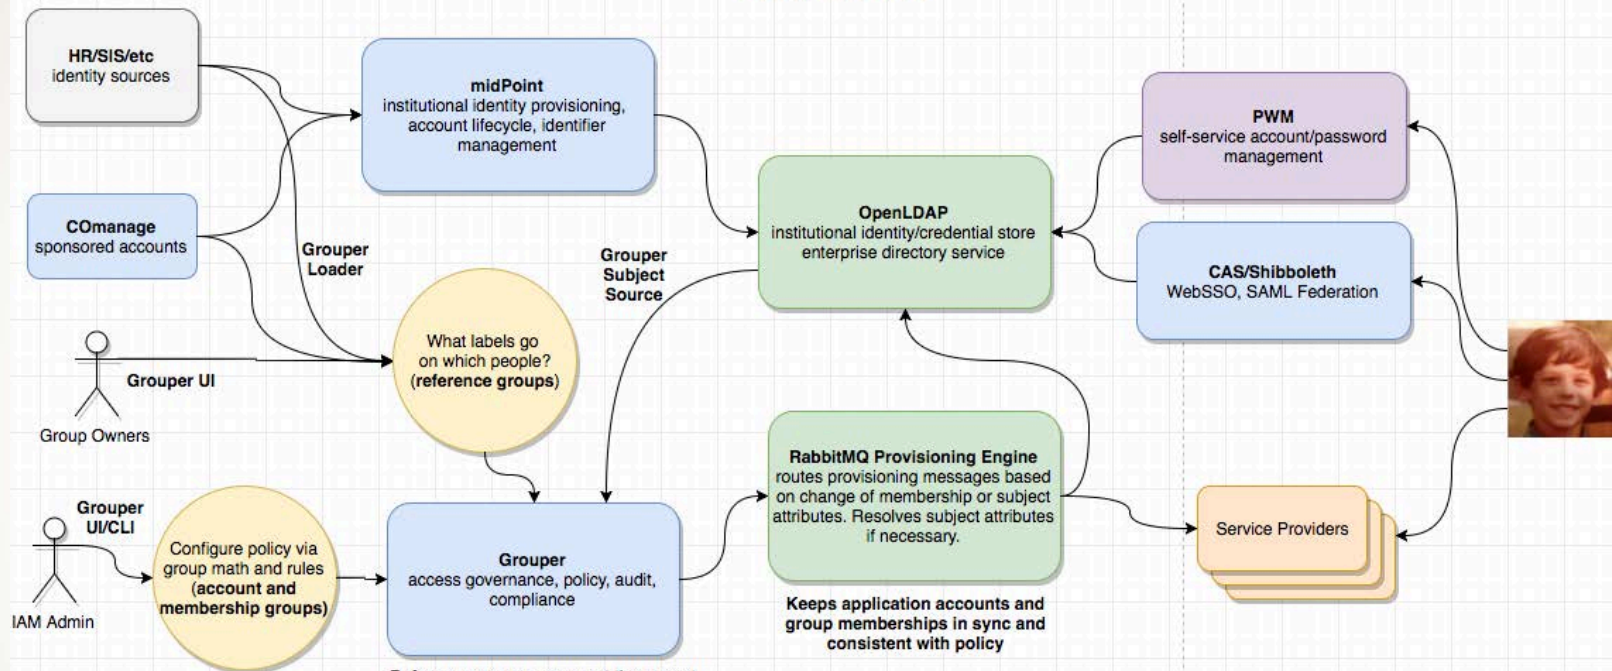 HR/SIS/etc
identity sources
midPoint
institutional identity provisioning,
account lifecycle, identifier
management
PWM
self-service account/password
management
COmanage
sponsored accounts
Grouper
Loader
Grouper
Subject
Source
OpenLDAP
institutional identity/credential store
enterprise directory service
CAS/Shibboleth
WebSSO, SAML Federation
What labels go
on which people?
(reference groups)
Grouper UI
Group Owners
RabbitMQ Provisioning Engine
routes provisioning messages based
on change of membership or subject
attributes. Resolves subject attributes
if necessary.
Service Providers
Grouper
UI/CLI
Configure policy via
group math and rules
(account and
membership groups)
IAM Admin
Grouper
access governance, policy, audit,
compliance
Keeps application accounts and
group memberships in sync and
consistent with policy